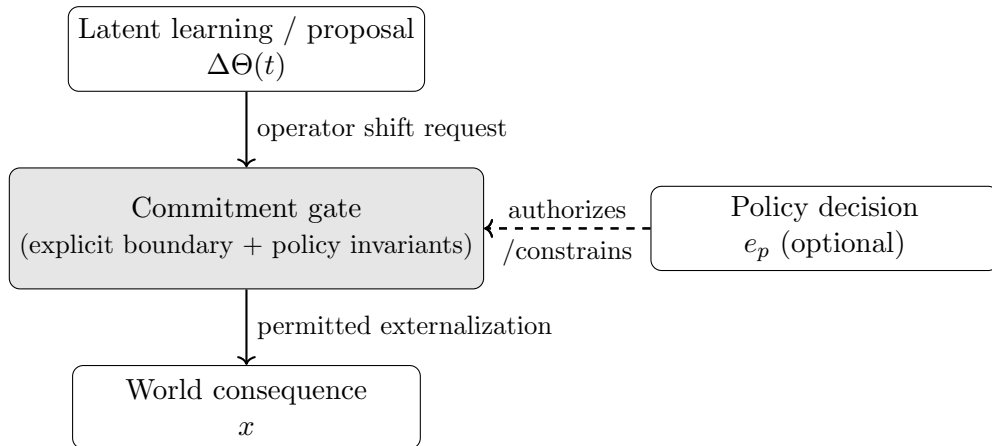 Latent learning / proposal
ΔΘ(t)
operator shift request
Commitment gate
(explicit boundary + policy invariants)
authorizes
/constrains
Policy decision
e_p (optional)
permitted externalization
World consequence
x